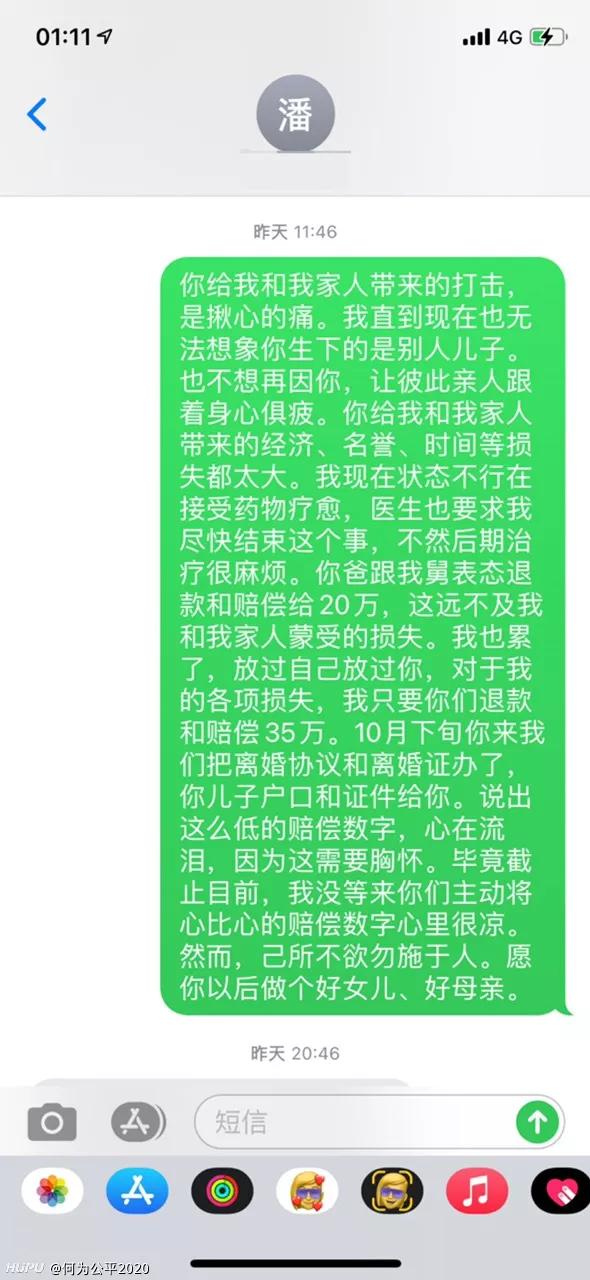 01:11
4G
潘
昨天 11:46
你给我和我家人带来的打击，
是揪心的痛。我直到现在也无
法想象你生下的是别人儿子。
也不想再因你，让彼此亲人跟
着身心俱疲。你给我和我家人
带来的经济、名誉、时间等损
失都太大。我现在状态不行在
接受药物疗愈，医生也要求我
尽快结束这个事，不然后期治
疗很麻烦。你爸跟我舅表态退
款和赔偿给20万，这远不及我
和我家人蒙受的损失。我也累
了，放过自己放过你，对于我
的各项损失，我只要你们退款
和赔偿35万。10月下旬你来我
们把离婚协议和离婚证办了，
你儿子户口和证件给你。说出
这么低的赔偿数字，心在流
泪，因为这需要胸怀。毕竟截
止目前，我没等来你们主动将
心比心的赔偿数字心里很凉。
然而，己所不欲勿施于人。愿
你以后做个好女儿、好母亲。
昨天 20:46
短信
HUPU @何为公平2020